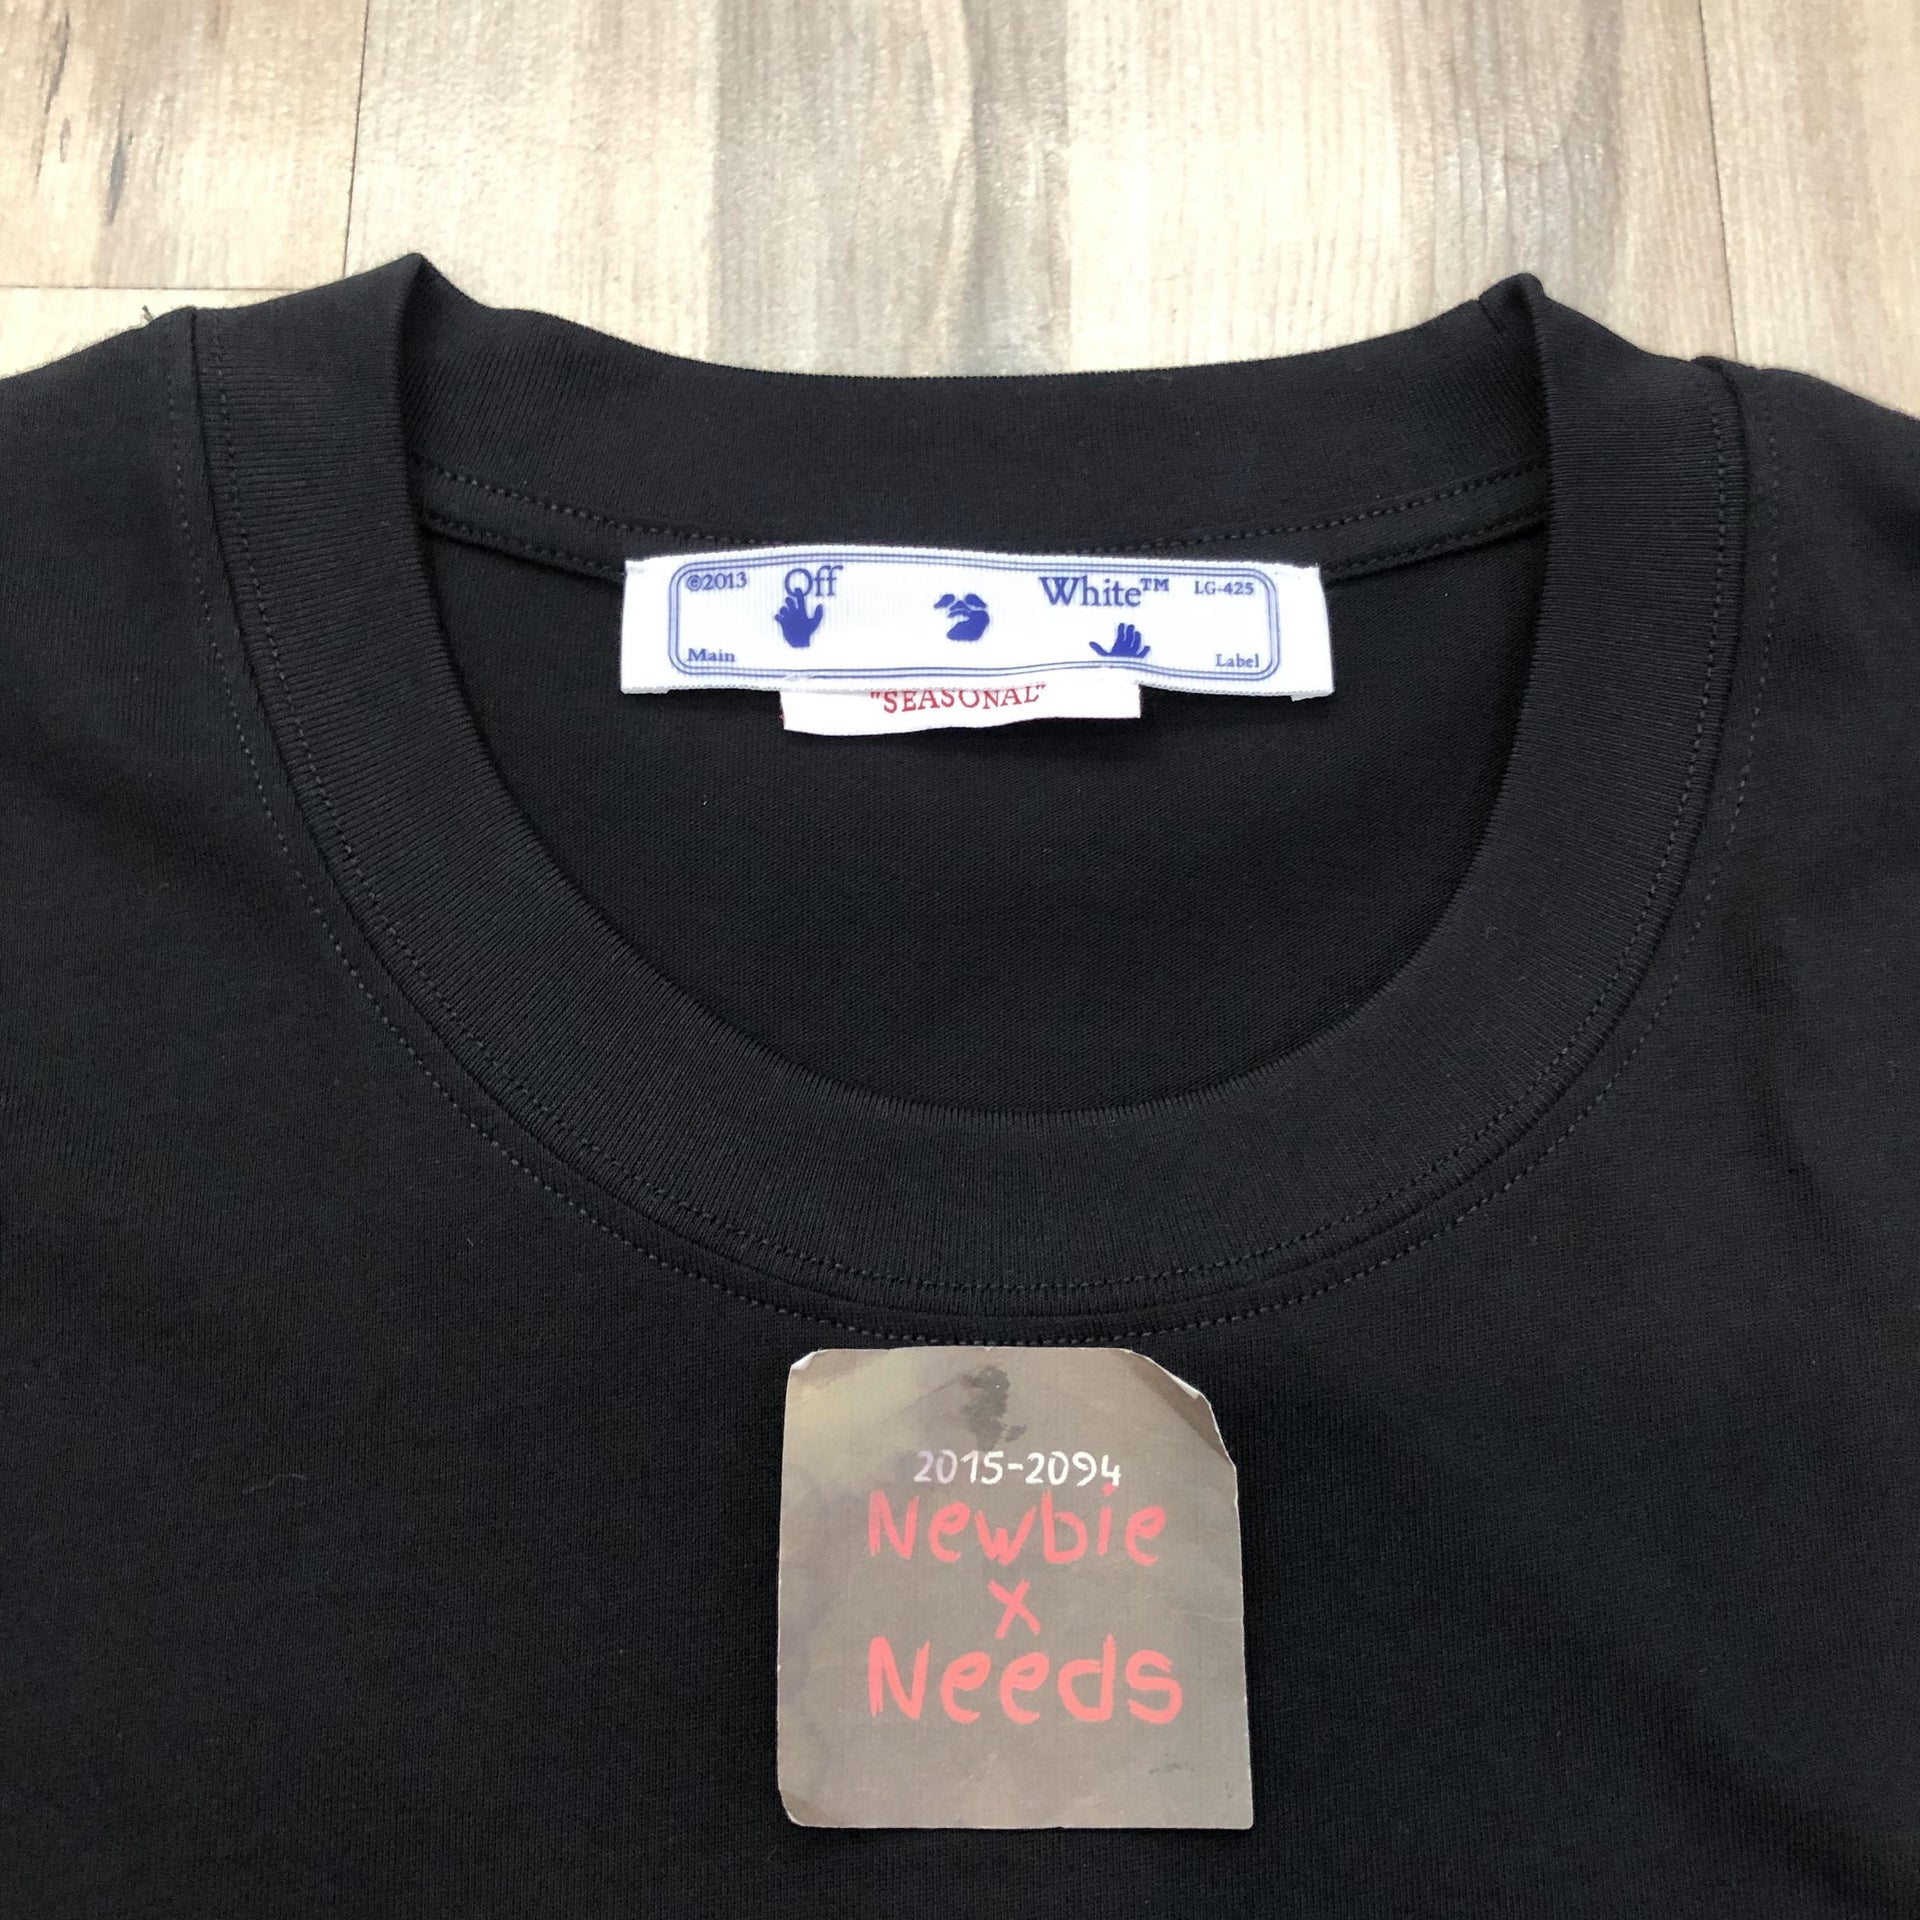 ©2013 Off White™ LG-425
Main Label
"SEASONAL"
2015-2094
Newbie
x
Needs